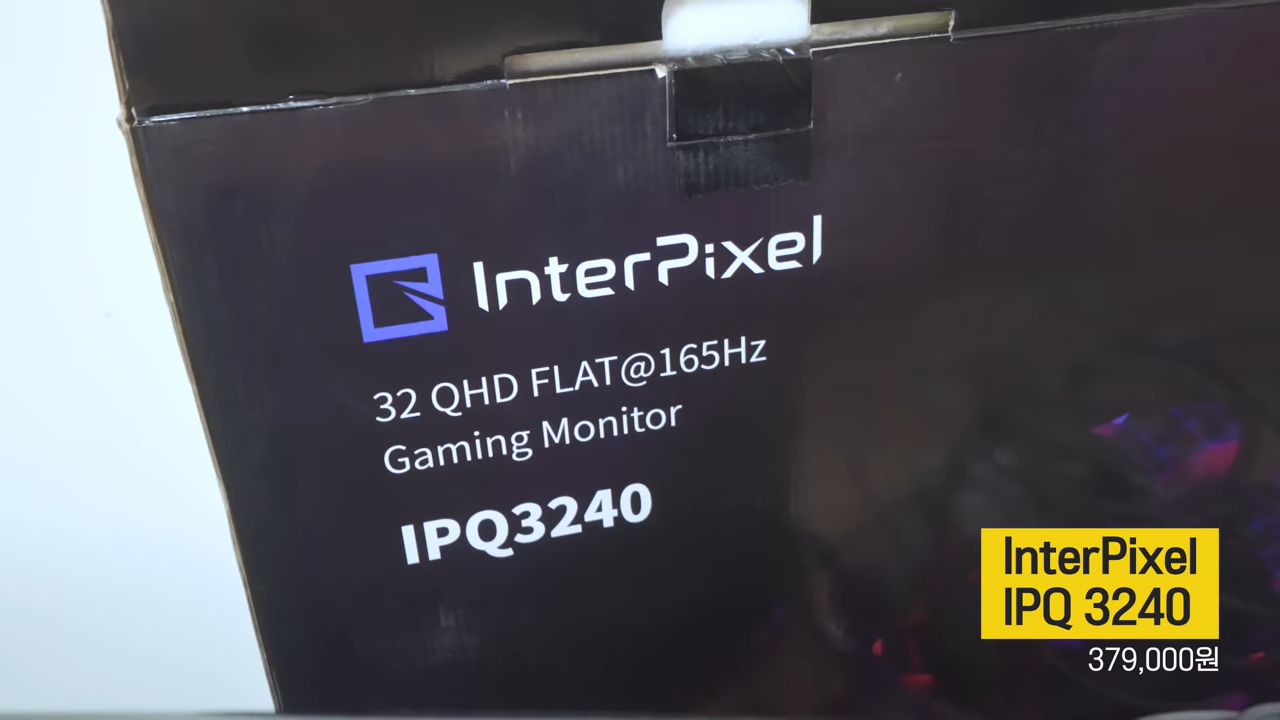 InterPixel
32 QHD FLAT@165Hz
Gaming Monitor
IPQ3240
InterPixel
IPQ 3240
379,000원